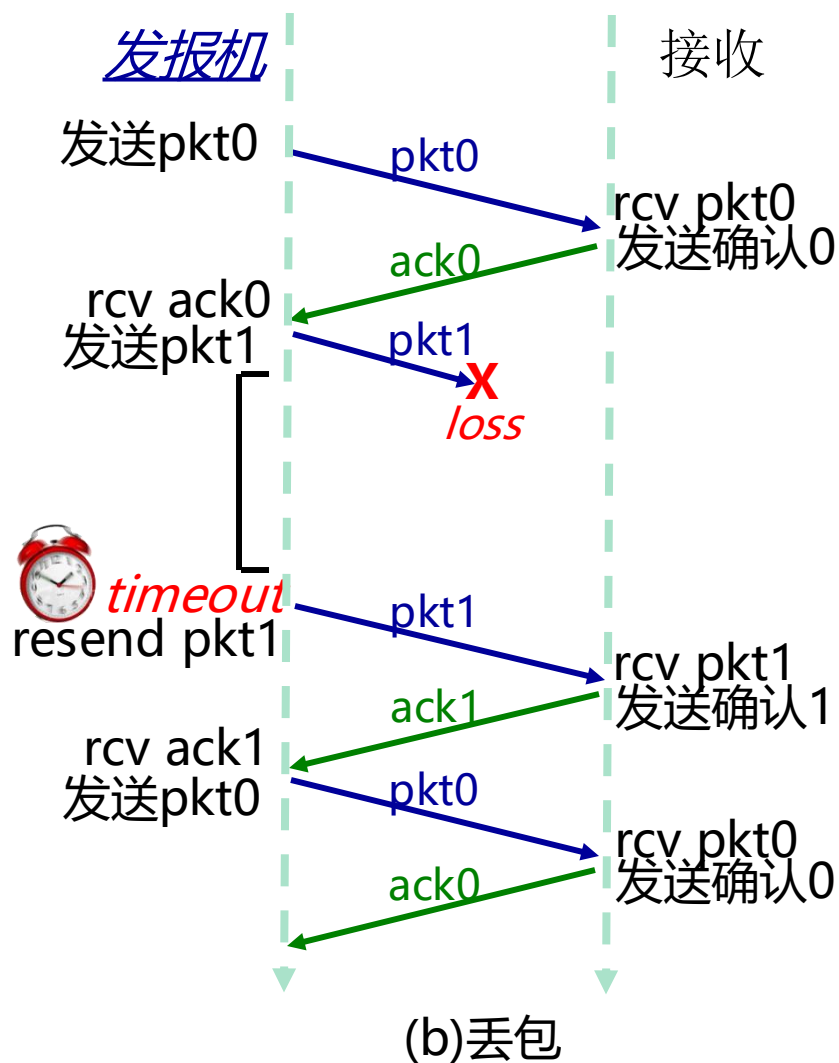 发报机
接收
发送pkt0
pkt0
rcv pkt0
发送确认0
ack0
rcv ack0
发送pkt1
pkt1
X
loss
timeout
resend pkt1
pkt1
rcv pkt1
发送确认1
ack1
rcv ack1
发送pkt0
pkt0
rcv pkt0
发送确认0
ack0
(b)丢包